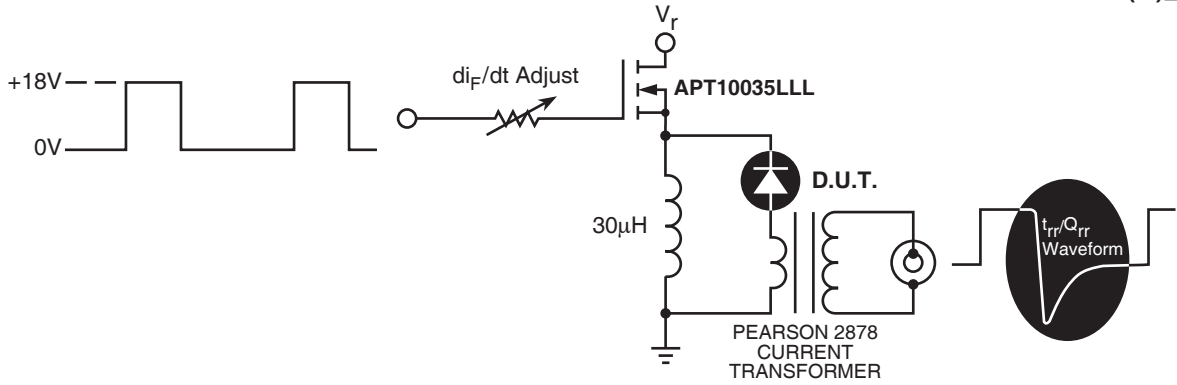 V_r
+18V
0V
di_F/dt Adjust
APT10035LLL
D.U.T.
30μH
t_rr/Q_rr
Waveform
PEARSON 2878
CURRENT
TRANSFORMER